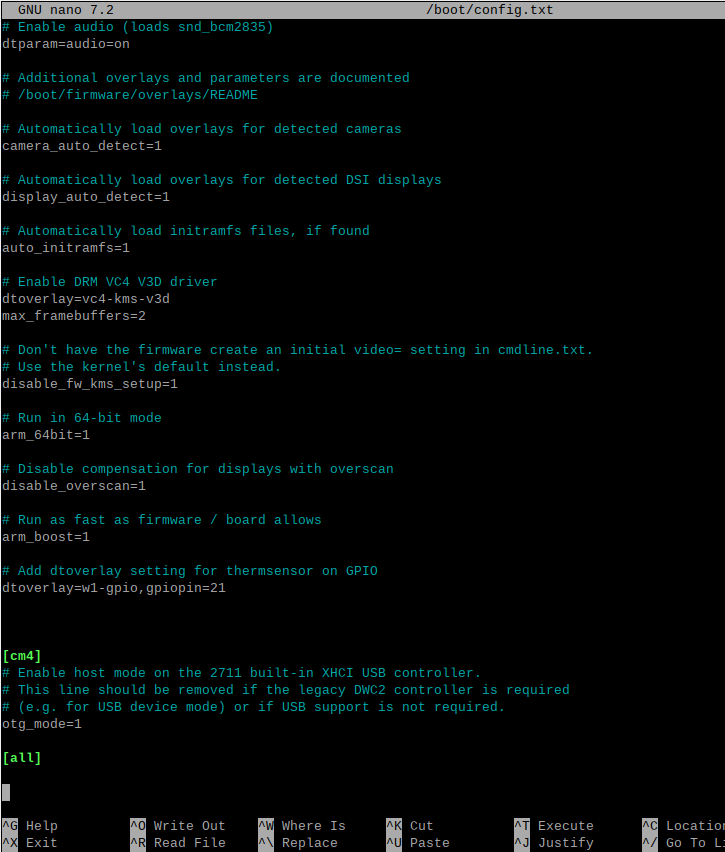 GNU nano 7.2 /boot/config.txt
# Enable audio (loads snd_bcm2835)
dtparam=audio=on
# Additional overlays and parameters are documented
# /boot/firmware/overlays/README
# Automatically load overlays for detected cameras
camera_auto_detect=1
# Automatically load overlays for detected DSI displays
display_auto_detect=1
# Automatically load initramfs files, if found
auto_initramfs=1
# Enable DRM VC4 V3D driver
dtoverlay=vc4-kms-v3d
max_framebuffers=2
# Don't have the firmware create an initial video= setting in cmdline.txt.
# Use the kernel's default instead.
disable_fw_kms_setup=1
# Run in 64-bit mode
arm_64bit=1
# Disable compensation for displays with overscan
disable_overscan=1
# Run as fast as firmware / board allows
arm_boost=1
# Add dtoverlay setting for thermsensor on GPIO
dtoverlay=w1-gpio,gpiopin=21
[cm4]
# Enable host mode on the 2711 built-in XHCI USB controller.
# This line should be removed if the legacy DWC2 controller is required
# (e.g. for USB device mode) or if USB support is not required.
otg_mode=1
[all]
^G Help ^O Write Out ^W Where Is ^K Cut ^T Execute ^C Location
^X Exit ^R Read File ^\ Replace ^U Paste ^J Justify ^/ Go To Li